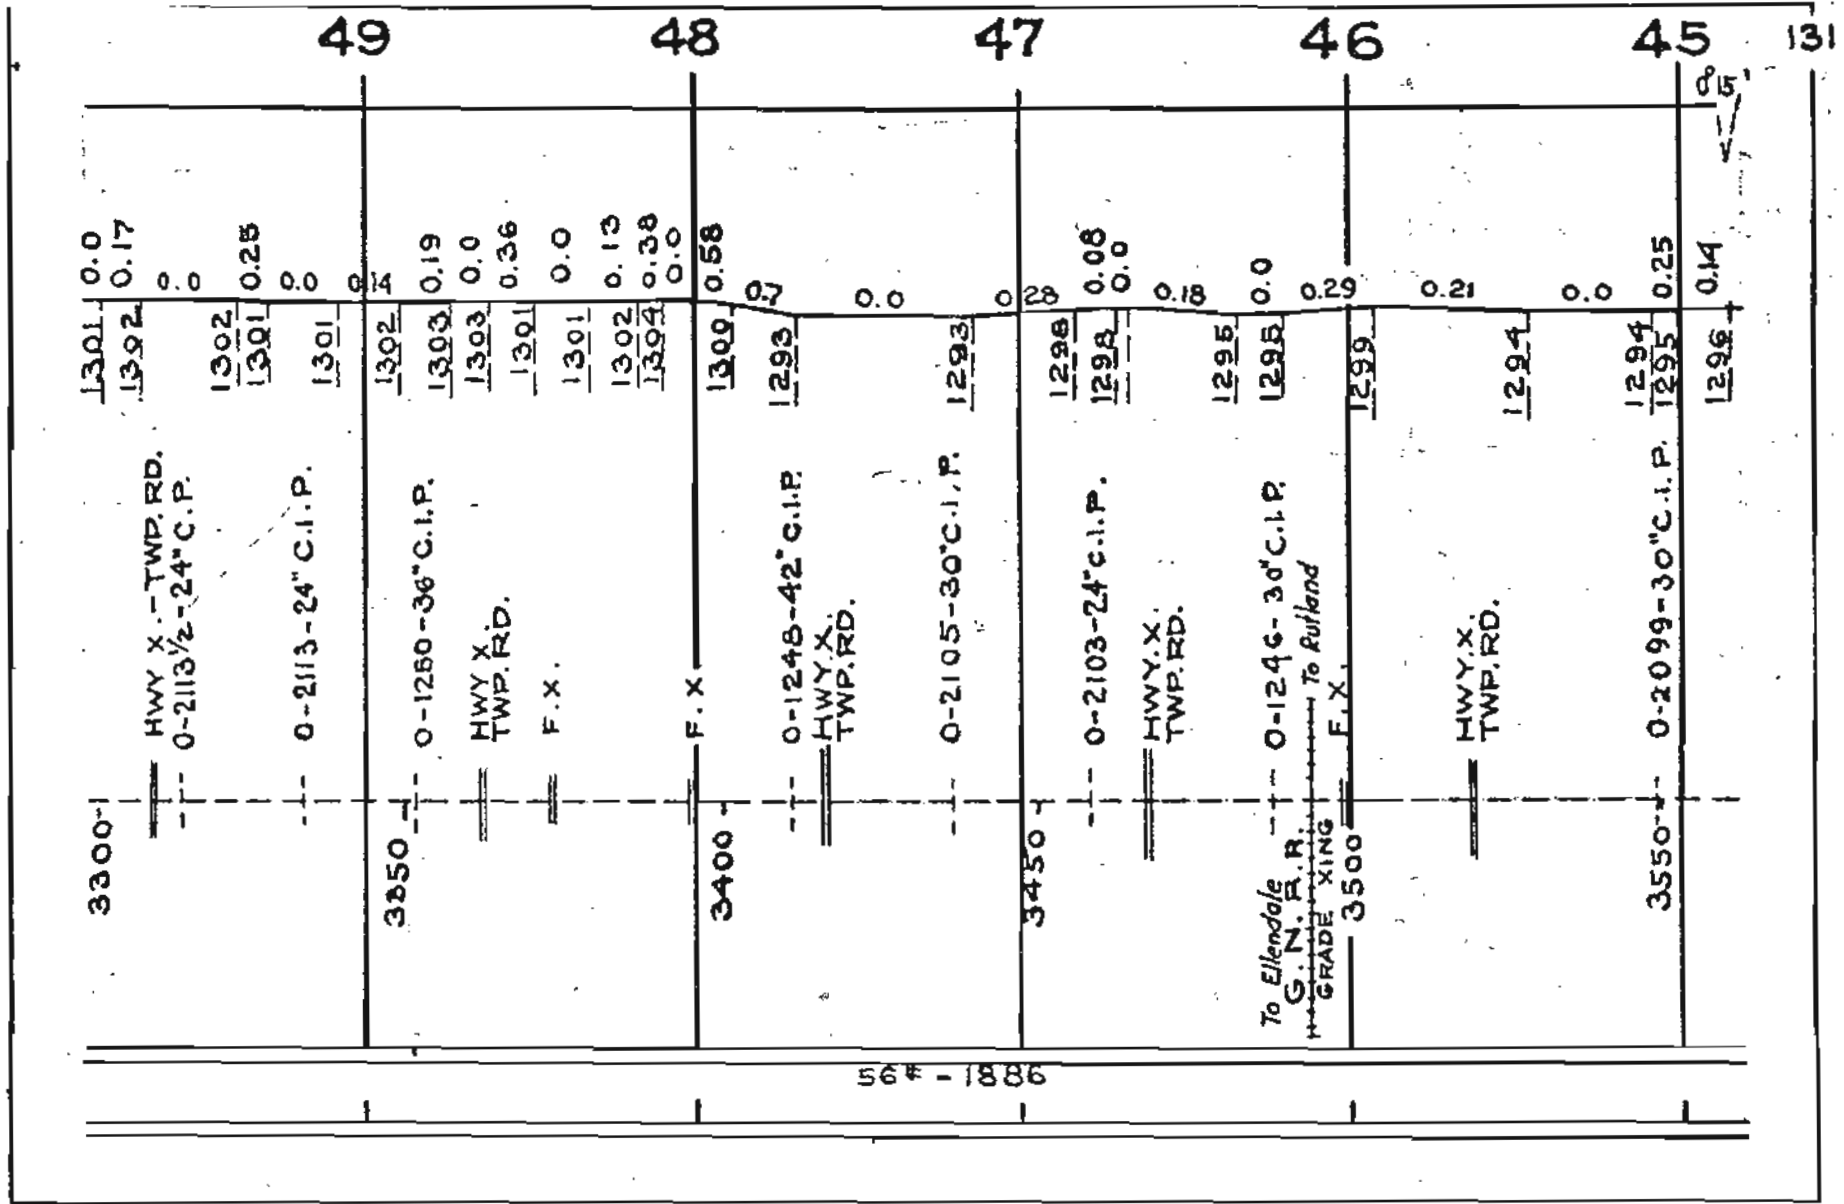 49 48 47 46 45 131
815'
0.0 0.17 0.0 0.25 0.0 0.14 0.19 0.0 0.36 0.0 0.13 0.38 0.0 0.58 0.7 0.0 0.28 0.08 0.0 0.18 0.0 0.29 0.21 0.0 0.25 0.14
1301 1302 1302 1301 1301 1302 1303 1303 1301 1301 1302 1304 1300 1293 1293 1298 1298 1295 1295 1299 1294 1294 1295 1296
HWY X.-TWP.RD.
0-2113½-24"C.P.
0-2113-24"C.I.P.
0-1250-36"C.I.P.
HWY X.
TWP.RD.
F.X.
F.X.
0-1248-42"C.I.P.
HWY.X.
TWP.RD.
0-2105-30"C.I.P.
0-2103-24"C.I.P.
HWY.X.
TWP.RD.
0-1246-30"C.I.P.
To Rutland
F.X.
HWY.X.
TWP.RD.
0-2099-30"C.I.P.
3300 3350 3400 3450 3500 3550
To Ellendale
G.N.R.R.
GRADE XING
56#-1886